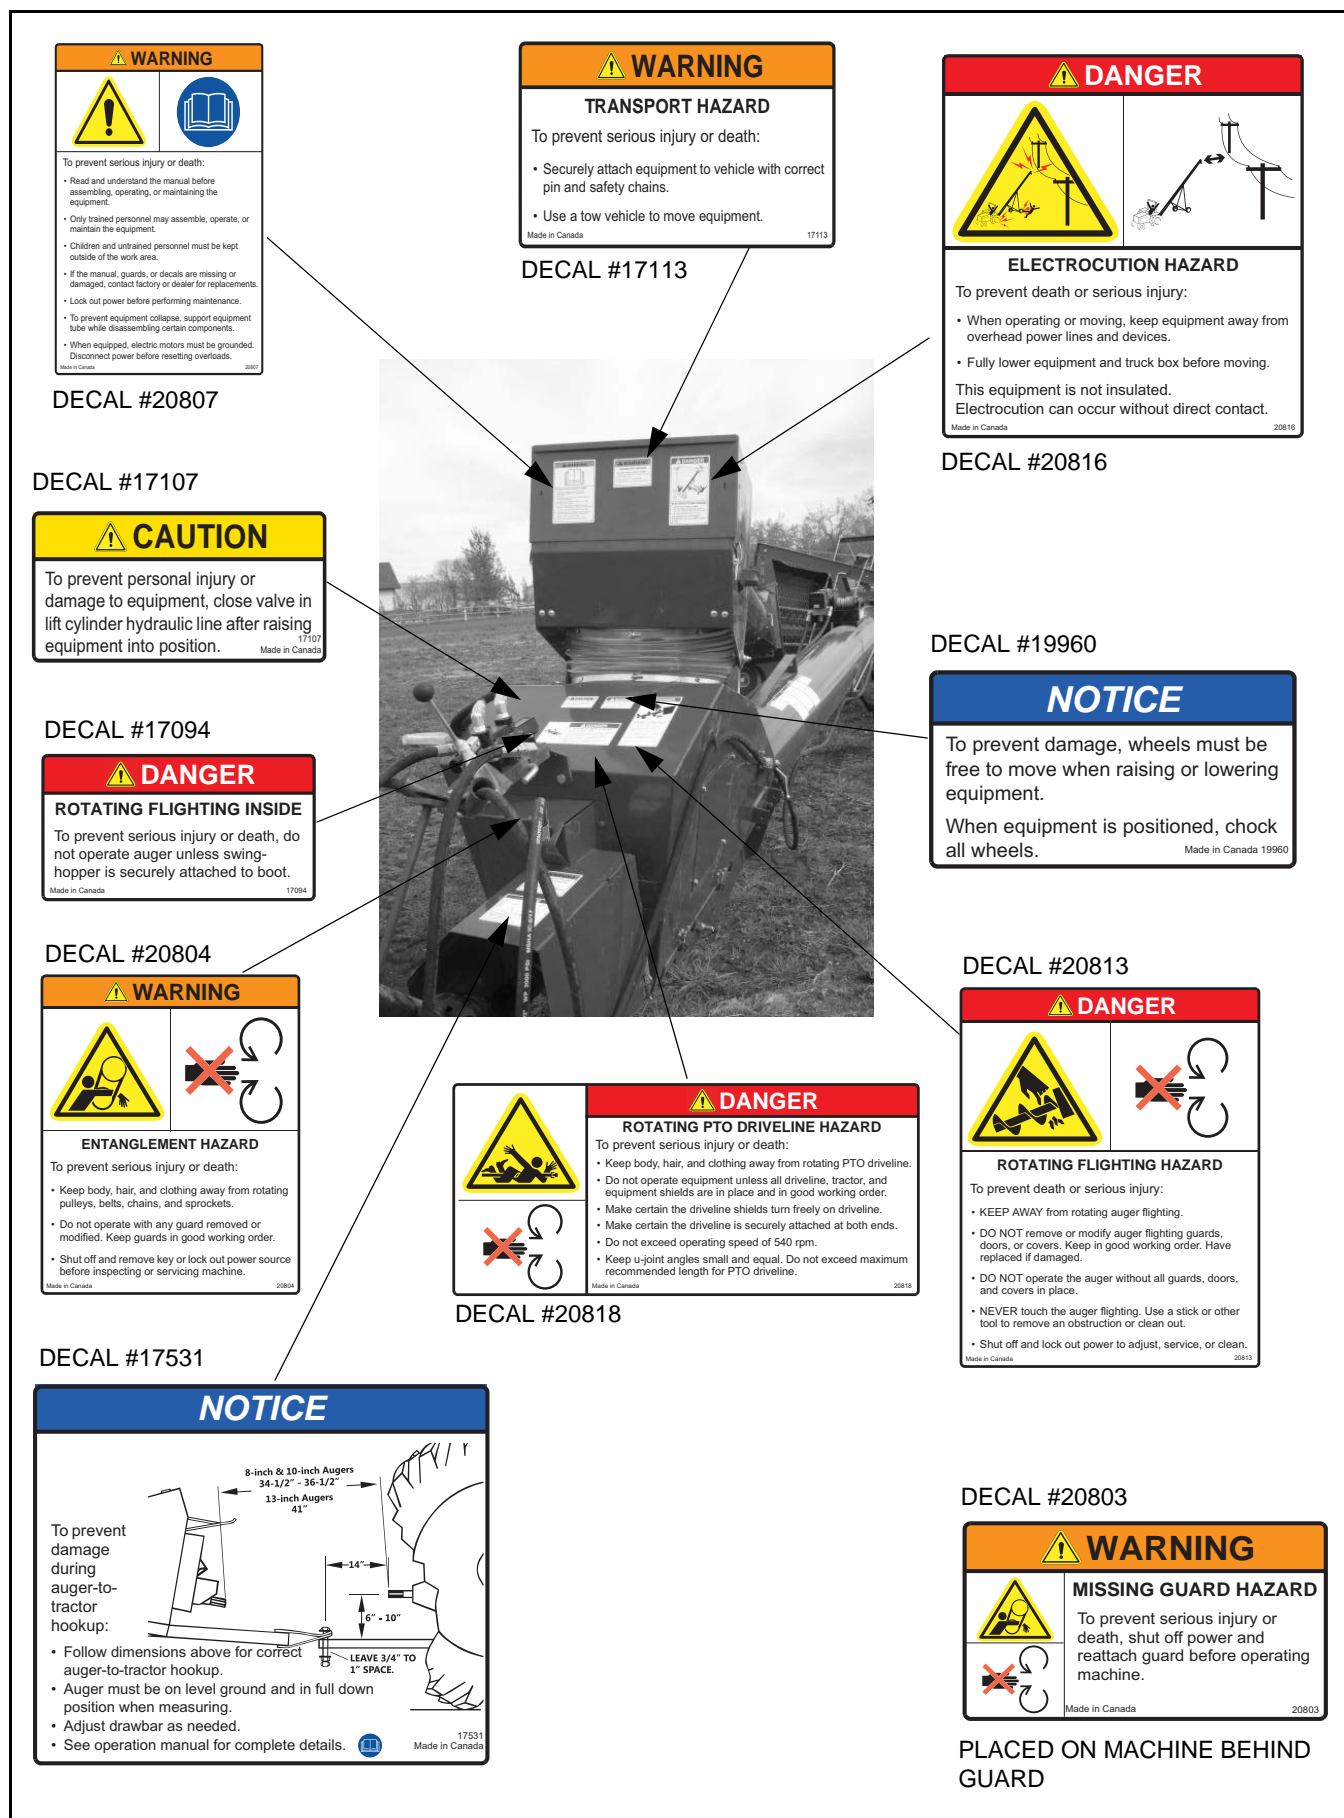 WARNING
To prevent serious injury or death:
• Read and understand the manual before
assembling, operating, or maintaining the
equipment.
• Only trained personnel may assemble, operate, or
maintain the equipment.
• Children and untrained personnel must be kept
outside of the work area.
• If the manual, guards, or decals are missing or
damaged, contact factory or dealer for replacements.
• Lock out power before performing maintenance.
• To prevent equipment collapse, support equipment
tube while disassembling certain components.
• When equipped, electric motors must be grounded.
Disconnect power before resetting overloads.
Made in Canada 20807
DECAL #20807
WARNING
TRANSPORT HAZARD
To prevent serious injury or death:
• Securely attach equipment to vehicle with correct
pin and safety chains.
• Use a tow vehicle to move equipment.
Made in Canada 17113
DECAL #17113
DANGER
ELECTROCUTION HAZARD
To prevent death or serious injury:
• When operating or moving, keep equipment away from
overhead power lines and devices.
• Fully lower equipment and truck box before moving.
This equipment is not insulated.
Electrocution can occur without direct contact.
Made in Canada 20816
DECAL #20816
DECAL #17107
CAUTION
To prevent personal injury or
damage to equipment, close valve in
lift cylinder hydraulic line after raising
equipment into position.
17107
Made in Canada
DECAL #19960
NOTICE
To prevent damage, wheels must be
free to move when raising or lowering
equipment.
When equipment is positioned, chock
all wheels.
Made in Canada 19960
DECAL #17094
DANGER
ROTATING FLIGHTING INSIDE
To prevent serious injury or death, do
not operate auger unless swing-
hopper is securely attached to boot.
Made in Canada 17094
DECAL #20804
WARNING
ENTANGLEMENT HAZARD
To prevent serious injury or death:
• Keep body, hair, and clothing away from rotating
pulleys, belts, chains, and sprockets.
• Do not operate with any guard removed or
modified. Keep guards in good working order.
• Shut off and remove key or lock out power source
before inspecting or servicing machine.
Made in Canada 20804
DANGER
ROTATING PTO DRIVELINE HAZARD
To prevent serious injury or death:
• Keep body, hair, and clothing away from rotating PTO driveline.
• Do not operate equipment unless all driveline, tractor, and
equipment shields are in place and in good working order.
• Make certain the driveline shields turn freely on driveline.
• Make certain the driveline is securely attached at both ends.
• Do not exceed operating speed of 540 rpm.
• Keep u-joint angles small and equal. Do not exceed maximum
recommended length for PTO driveline.
Made in Canada 20818
DECAL #20818
DECAL #20813
DANGER
ROTATING FLIGHTING HAZARD
To prevent death or serious injury:
• KEEP AWAY from rotating auger flighting.
• DO NOT remove or modify auger flighting guards,
doors, or covers. Keep in good working order. Have
replaced if damaged.
• DO NOT operate the auger without all guards, doors,
and covers in place.
• NEVER touch the auger flighting. Use a stick or other
tool to remove an obstruction or clean out.
• Shut off and lock out power to adjust, service, or clean.
Made in Canada 20813
DECAL #17531
NOTICE
8-inch & 10-inch Augers
34-1/2" - 36-1/2"
13-inch Augers
41"
14"
6" - 10"
LEAVE 3/4" TO
1" SPACE.
To prevent
damage
during
auger-to-
tractor
hookup:
• Follow dimensions above for correct
auger-to-tractor hookup.
• Auger must be on level ground and in full down
position when measuring.
• Adjust drawbar as needed.
• See operation manual for complete details.
17531
Made in Canada
DECAL #20803
WARNING
MISSING GUARD HAZARD
To prevent serious injury or
death, shut off power and
reattach guard before operating
machine.
Made in Canada 20803
PLACED ON MACHINE BEHIND
GUARD